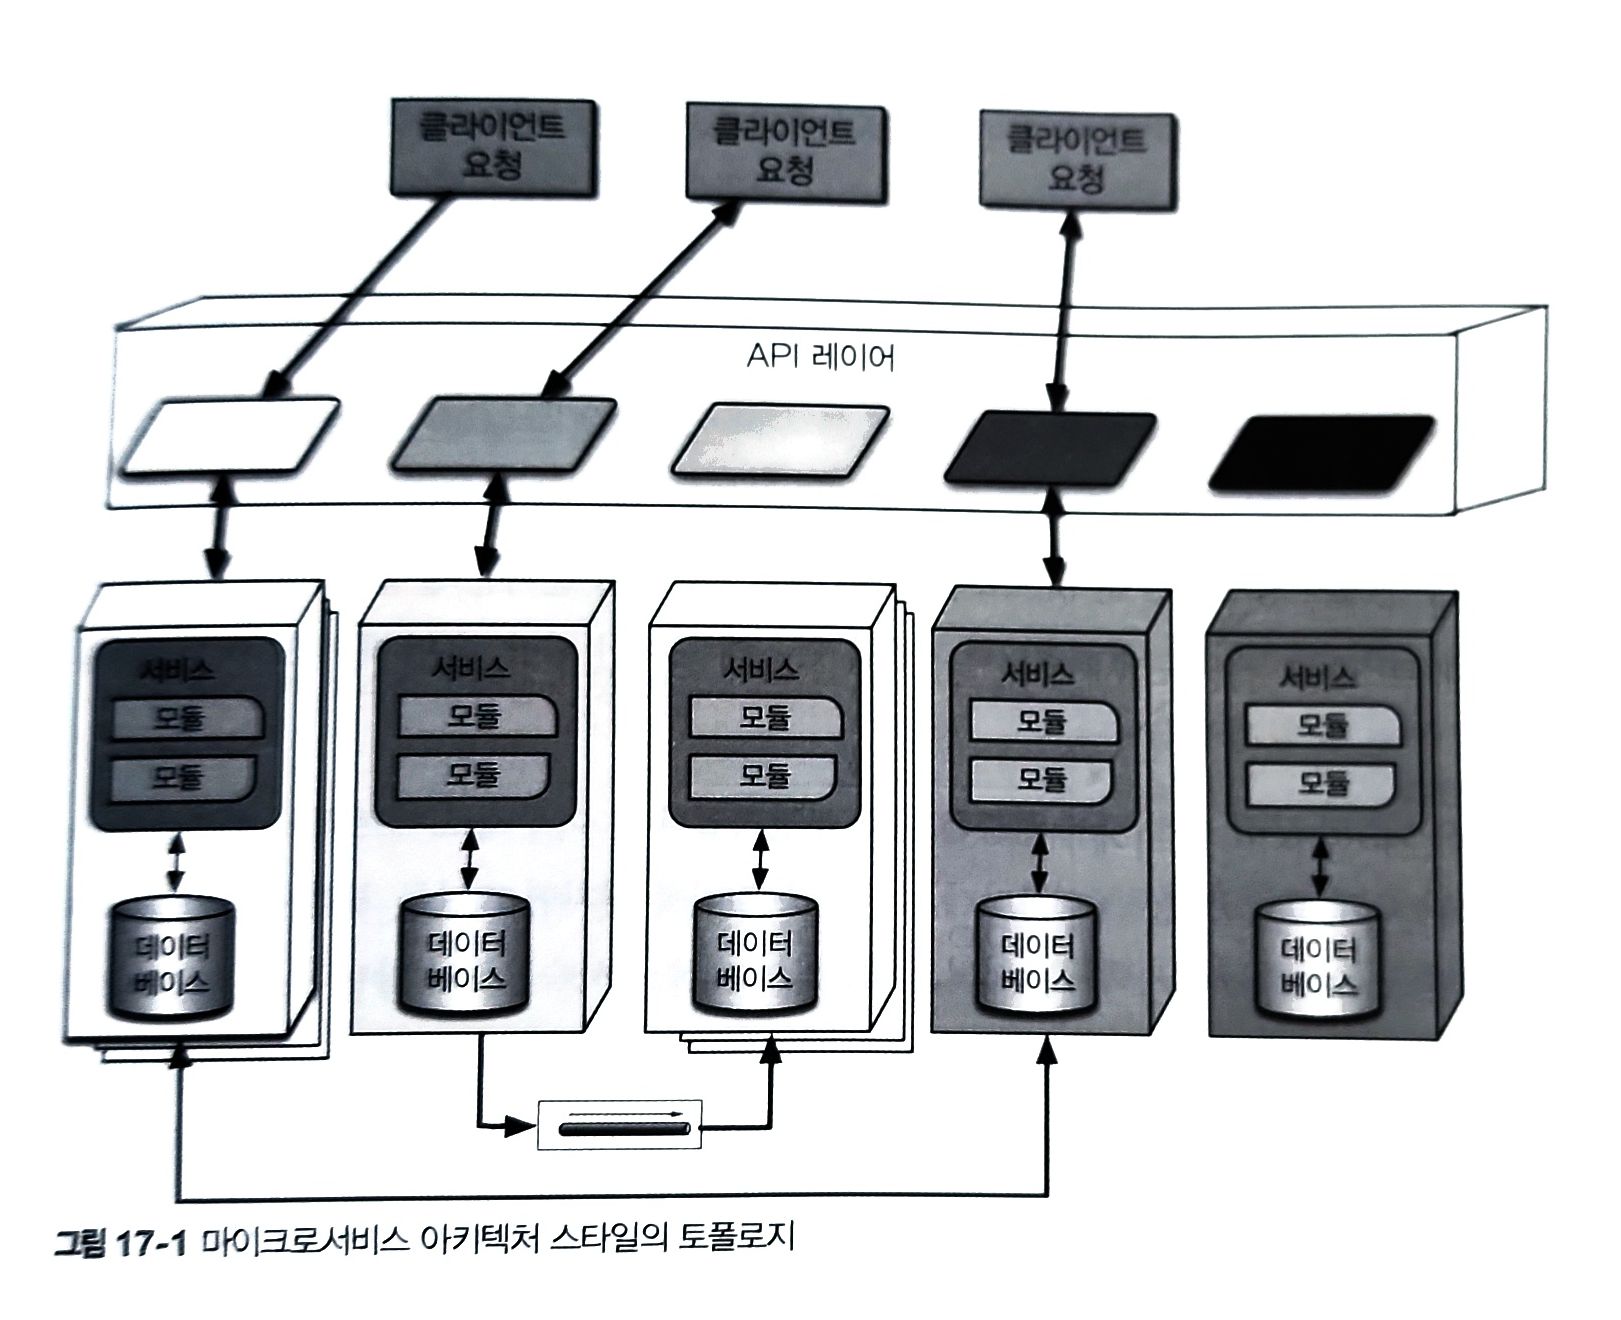 클라이언트
요청
클라이언트
요청
클라이언트
요청
API 레이어
서비스
모듈
모듈
데이터
베이스
서비스
모듈
모듈
데이터
베이스
서비스
모듈
모듈
데이터
베이스
서비스
모듈
모듈
데이터
베이스
서비스
모듈
모듈
데이터
베이스
그림 17-1 마이크로서비스 아키텍처 스타일의 토폴로지